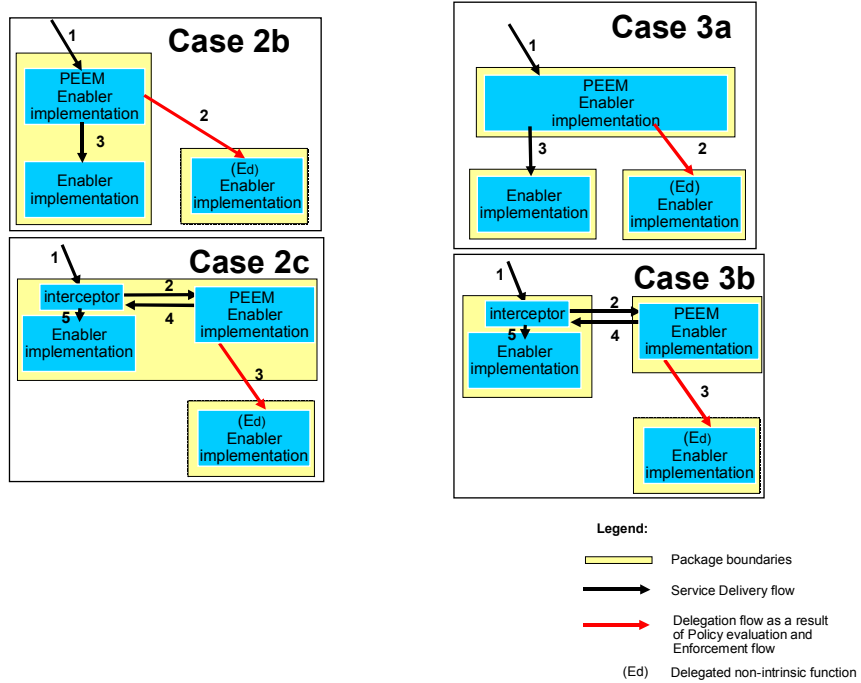 Case 2b
1
PEEM
Enabler
implementation
2
3
Enabler
implementation
(Ed)
Enabler
implementation
Case 3a
1
PEEM
Enabler
implementation
3
2
Enabler
implementation
(Ed)
Enabler
implementation
Case 2c
1
interceptor
2
4
PEEM
Enabler
implementation
5
Enabler
implementation
3
(Ed)
Enabler
implementation
Case 3b
1
interceptor
2
4
PEEM
Enabler
implementation
5
Enabler
implementation
3
(Ed)
Enabler
implementation
Legend:
Package boundaries
Service Delivery flow
Delegation flow as a result
of Policy evaluation and
Enforcement flow
(Ed) Delegated non-intrinsic function